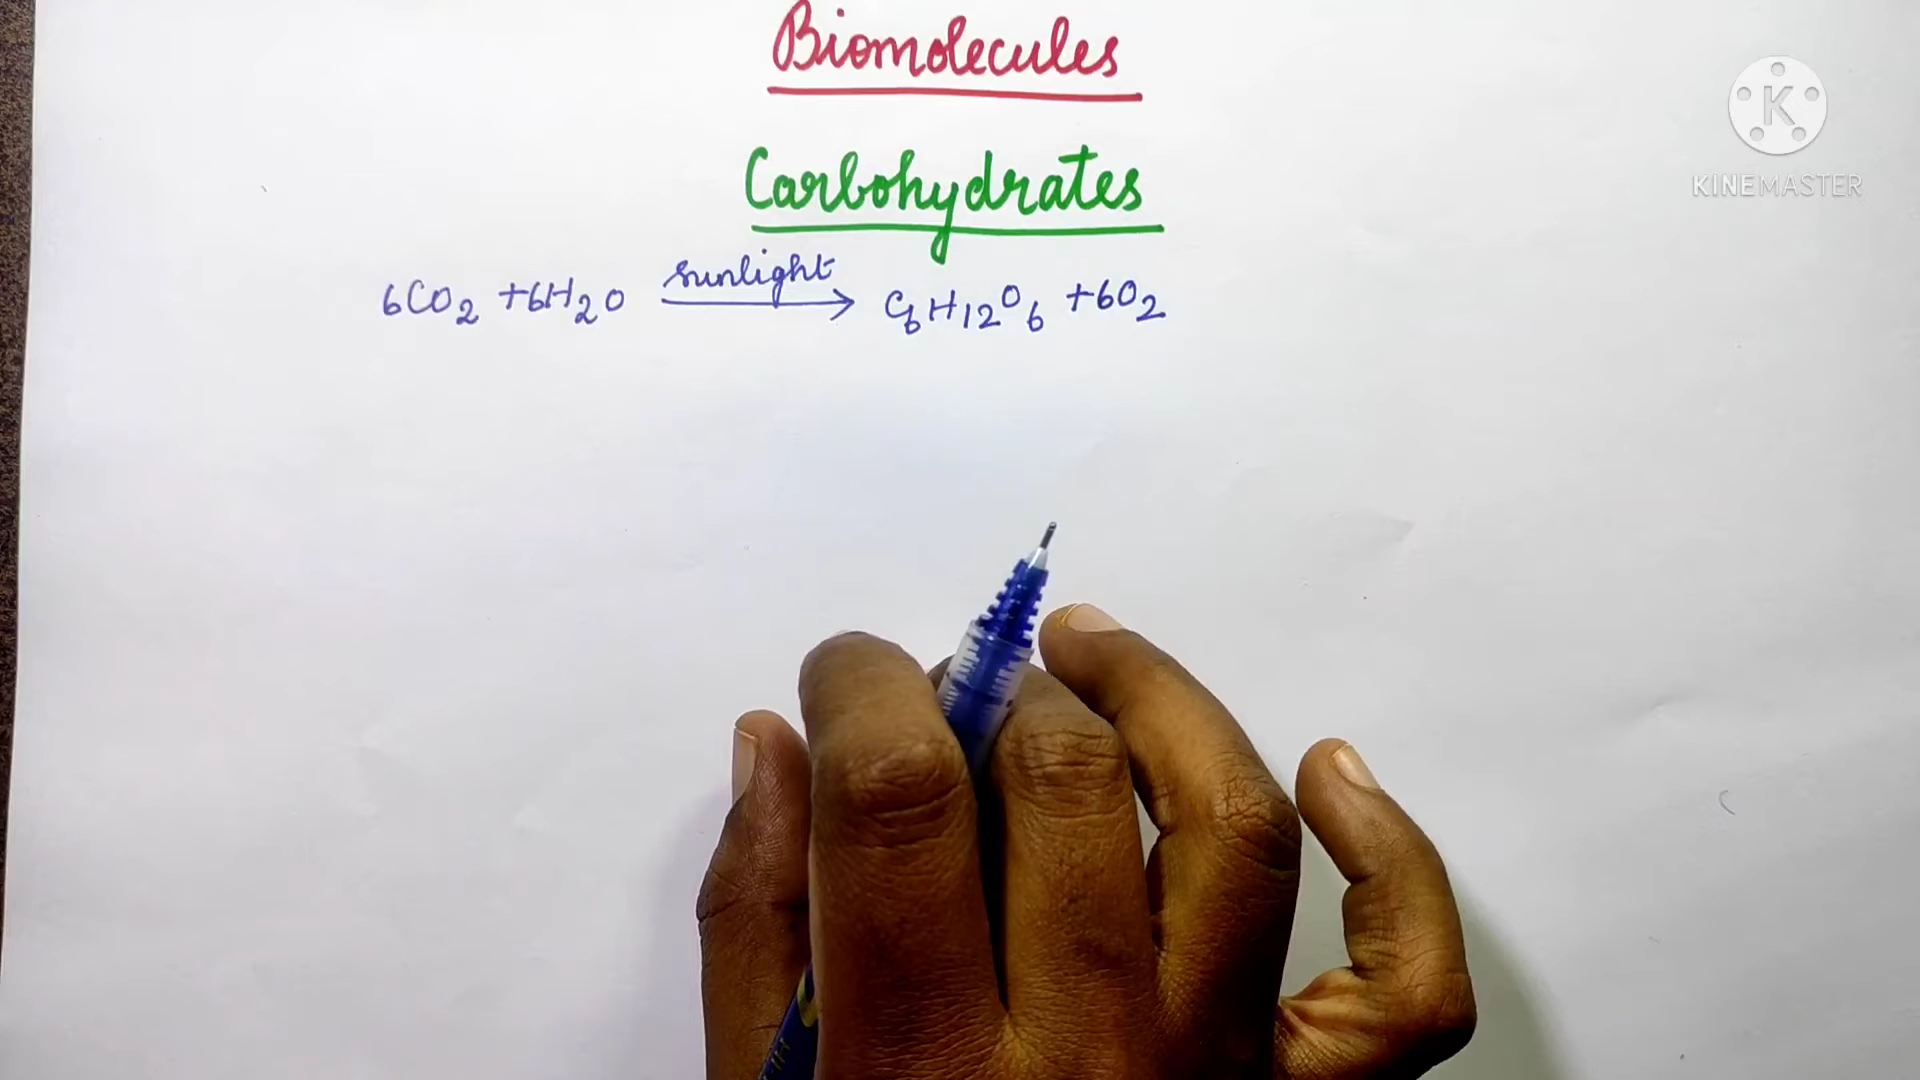 Biomolecules
K
KINEMASTER
Carbohydrates
sunlight
6CO2 +6H2O → C6H12O6 +6O2